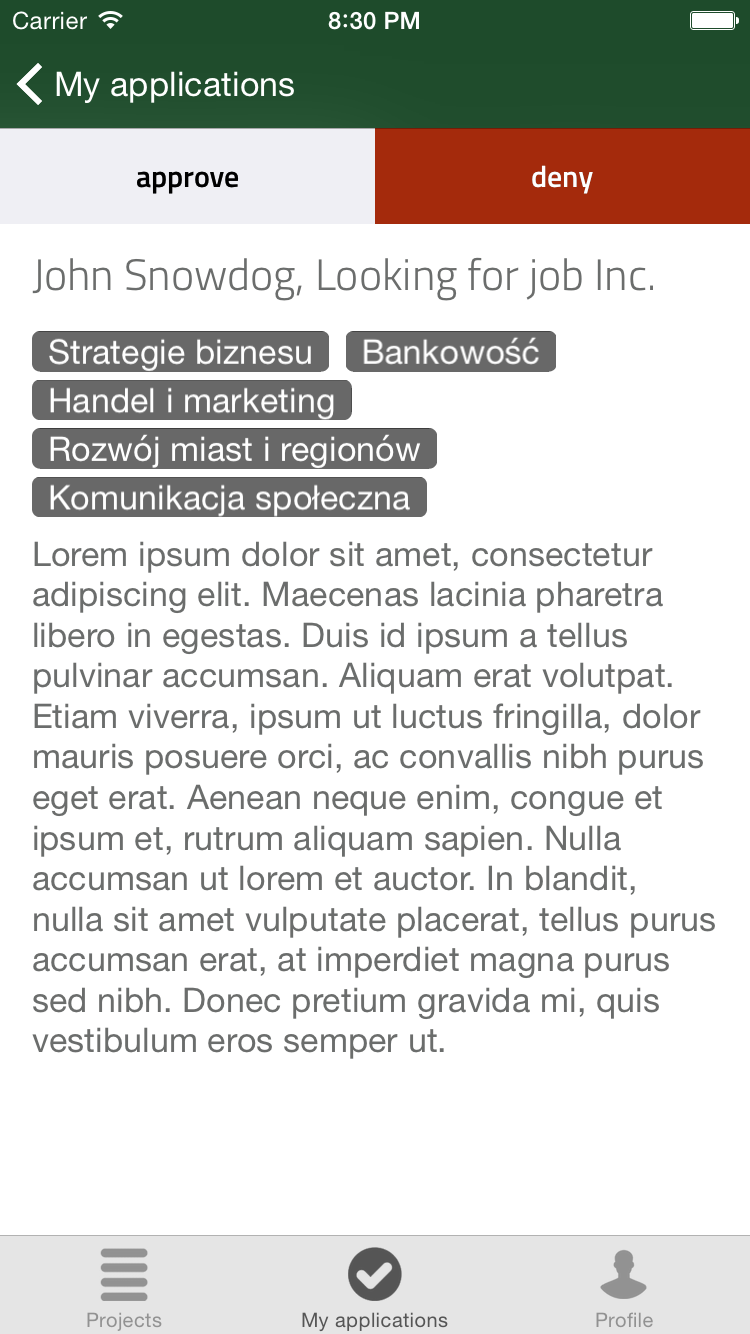 Carrier 8:30 PM
My applications
approve deny
John Snowdog, Looking for job Inc.
Strategie biznesu Bankowość
Handel i marketing
Rozwój miast i regionów
Komunikacja społeczna
Lorem ipsum dolor sit amet, consectetur
adipiscing elit. Maecenas lacinia pharetra
libero in egestas. Duis id ipsum a tellus
pulvinar accumsan. Aliquam erat volutpat.
Etiam viverra, ipsum ut luctus fringilla, dolor
mauris posuere orci, ac convallis nibh purus
eget erat. Aenean neque enim, congue et
ipsum et, rutrum aliquam sapien. Nulla
accumsan ut lorem et auctor. In blandit,
nulla sit amet vulputate placerat, tellus purus
accumsan erat, at imperdiet magna purus
sed nibh. Donec pretium gravida mi, quis
vestibulum eros semper ut.
Projects My applications Profile